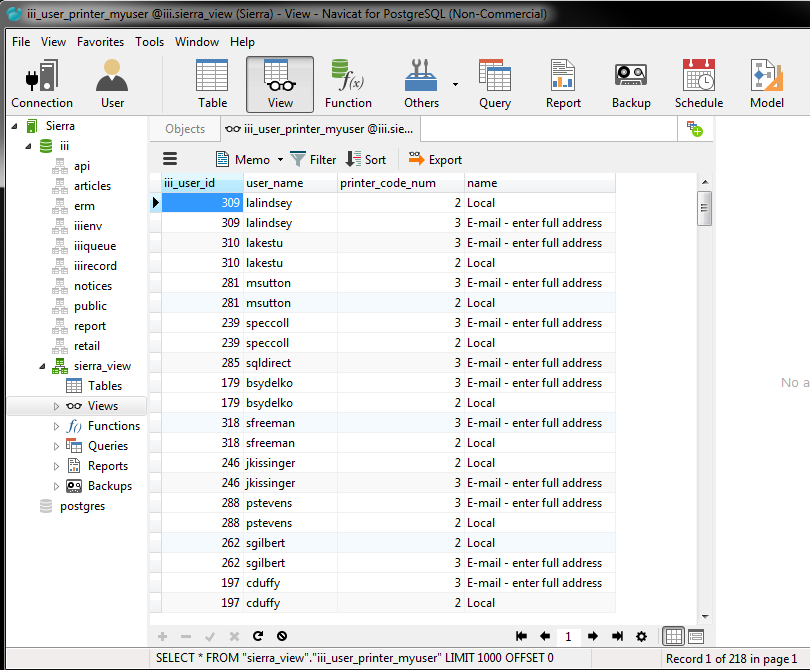 iii_user_printer_myuser @iii.sierra_view (Sierra) - View - Navicat for PostgreSQL (Non-Commercial)
File View Favorites Tools Window Help
Connection User Table View Function Others Query Report Backup Schedule Model
Sierra
iii
api
articles
erm
iiienv
iiiqueue
iiirecord
notices
public
report
retail
sierra_view
Tables
Views
Functions
Queries
Reports
Backups
postgres
Objects iii_user_printer_myuser @iii.sie...
Memo Filter Sort Export
iii_user_id user_name printer_code_num name
309 lalindsey 2 Local
309 lalindsey 3 E-mail - enter full address
310 lakestu 3 E-mail - enter full address
310 lakestu 2 Local
281 msutton 3 E-mail - enter full address
281 msutton 2 Local
239 speccoll 3 E-mail - enter full address
239 speccoll 2 Local
285 sqldirect 3 E-mail - enter full address
179 bsydelko 3 E-mail - enter full address
179 bsydelko 2 Local
318 sfreeman 3 E-mail - enter full address
318 sfreeman 2 Local
246 jkissinger 2 Local
246 jkissinger 3 E-mail - enter full address
288 pstevens 3 E-mail - enter full address
288 pstevens 2 Local
262 sgilbert 2 Local
262 sgilbert 3 E-mail - enter full address
197 cduffy 3 E-mail - enter full address
197 cduffy 2 Local
No a
1
SELECT * FROM "sierra_view"."iii_user_printer_myuser" LIMIT 1000 OFFSET 0
Record 1 of 218 in page 1